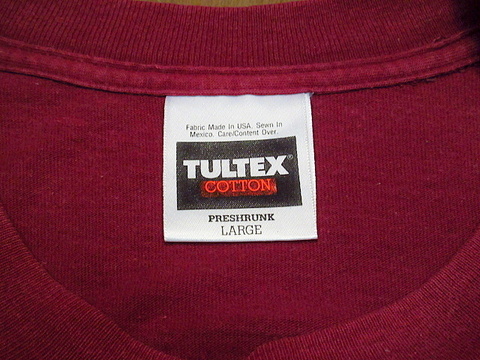 Fabric Made In USA. Sewn In
Mexico. Care/Content Over.
TULTEX®
COTTON
PRESHRUNK
LARGE